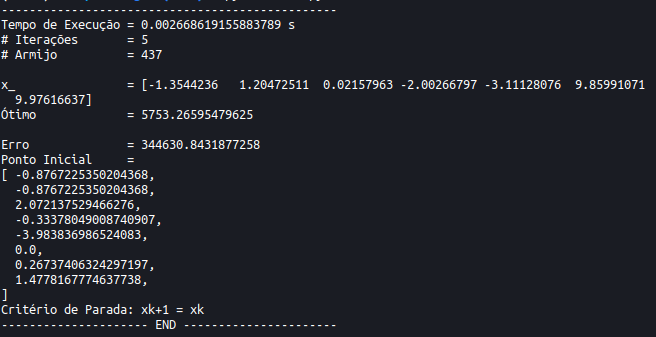 --------------------------------------------------
Tempo de Execução = 0.002668619155883789 s
# Iterações       = 5
# Armijo          = 437
x_                = [-1.3544236   1.20472511  0.02157963 -2.00266797 -3.11128076  9.85991071
  9.97616637]
Ótimo             = 5753.26595479625
Erro              = 344630.8431877258
Ponto Inicial     =
[ -0.8767225350204368,
  -0.8767225350204368,
  2.072137529466276,
  -0.33378049008740907,
  -3.983836986524083,
  0.0,
  0.26737406324297197,
  1.4778167774637738,
]
Critério de Parada: xk+1 = xk
--------------------- END ----------------------